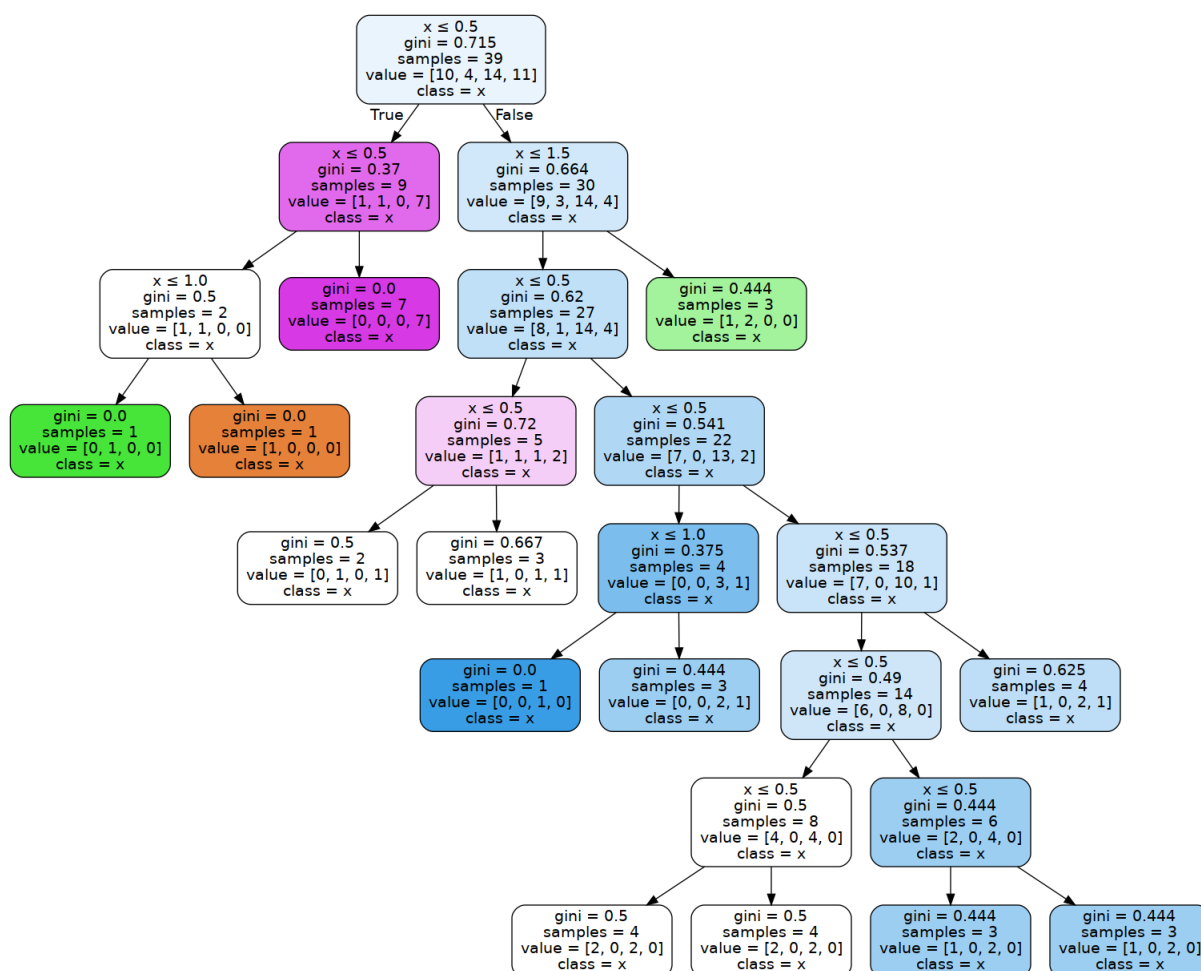 x ≤ 0.5
gini = 0.715
samples = 39
value = [10, 4, 14, 11]
class = x
True
False
x ≤ 0.5
gini = 0.37
samples = 9
value = [1, 1, 0, 7]
class = x
x ≤ 1.5
gini = 0.664
samples = 30
value = [9, 3, 14, 4]
class = x
x ≤ 1.0
gini = 0.5
samples = 2
value = [1, 1, 0, 0]
class = x
gini = 0.0
samples = 7
value = [0, 0, 0, 7]
class = x
x ≤ 0.5
gini = 0.62
samples = 27
value = [8, 1, 14, 4]
class = x
gini = 0.444
samples = 3
value = [1, 2, 0, 0]
class = x
gini = 0.0
samples = 1
value = [0, 1, 0, 0]
class = x
gini = 0.0
samples = 1
value = [1, 0, 0, 0]
class = x
x ≤ 0.5
gini = 0.72
samples = 5
value = [1, 1, 1, 2]
class = x
x ≤ 0.5
gini = 0.541
samples = 22
value = [7, 0, 13, 2]
class = x
gini = 0.5
samples = 2
value = [0, 1, 0, 1]
class = x
gini = 0.667
samples = 3
value = [1, 0, 1, 1]
class = x
x ≤ 1.0
gini = 0.375
samples = 4
value = [0, 0, 3, 1]
class = x
x ≤ 0.5
gini = 0.537
samples = 18
value = [7, 0, 10, 1]
class = x
gini = 0.0
samples = 1
value = [0, 0, 1, 0]
class = x
gini = 0.444
samples = 3
value = [0, 0, 2, 1]
class = x
x ≤ 0.5
gini = 0.49
samples = 14
value = [6, 0, 8, 0]
class = x
gini = 0.625
samples = 4
value = [1, 0, 2, 1]
class = x
x ≤ 0.5
gini = 0.5
samples = 8
value = [4, 0, 4, 0]
class = x
x ≤ 0.5
gini = 0.444
samples = 6
value = [2, 0, 4, 0]
class = x
gini = 0.5
samples = 4
value = [2, 0, 2, 0]
class = x
gini = 0.5
samples = 4
value = [2, 0, 2, 0]
class = x
gini = 0.444
samples = 3
value = [1, 0, 2, 0]
class = x
gini = 0.444
samples = 3
value = [1, 0, 2, 0]
class = x